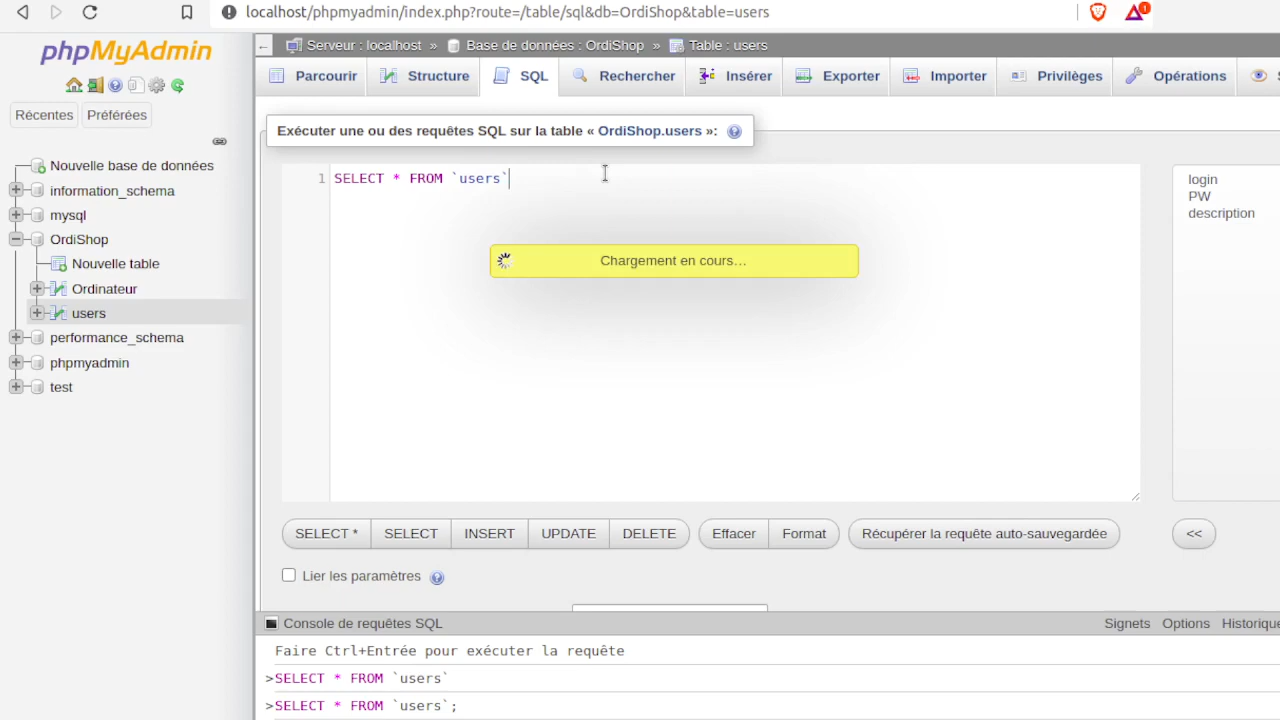 localhost/phpmyadmin/index.php?route=/table/sql&db=OrdiShop&table=users
1
phpMyAdmin
Récentes Préférées
Nouvelle base de données
information_schema
mysql
OrdiShop
Nouvelle table
Ordinateur
users
performance_schema
phpmyadmin
test
← Serveur : localhost » Base de données : OrdiShop » Table : users
Parcourir Structure SQL Rechercher Insérer Exporter Importer Privilèges Opérations S
Exécuter une ou des requêtes SQL sur la table « OrdiShop.users »:
1 SELECT * FROM `users`
Chargement en cours…
login
PW
description
SELECT * SELECT INSERT UPDATE DELETE Effacer Format Récupérer la requête auto-sauvegardée <<
Lier les paramètres
Console de requêtes SQL Signets Options Historique
Faire Ctrl+Entrée pour exécuter la requête
>SELECT * FROM `users`
>SELECT * FROM `users`;